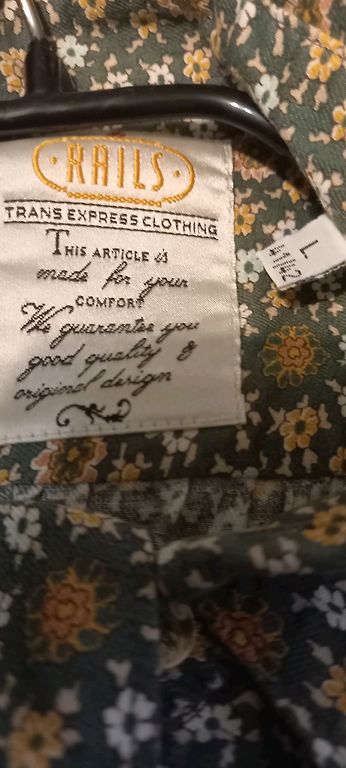 RAILS
TRANS EXPRESS CLOTHING
THIS ARTICLE is
made for your
COMFORT
We guarantee you
good quality &
original design
L